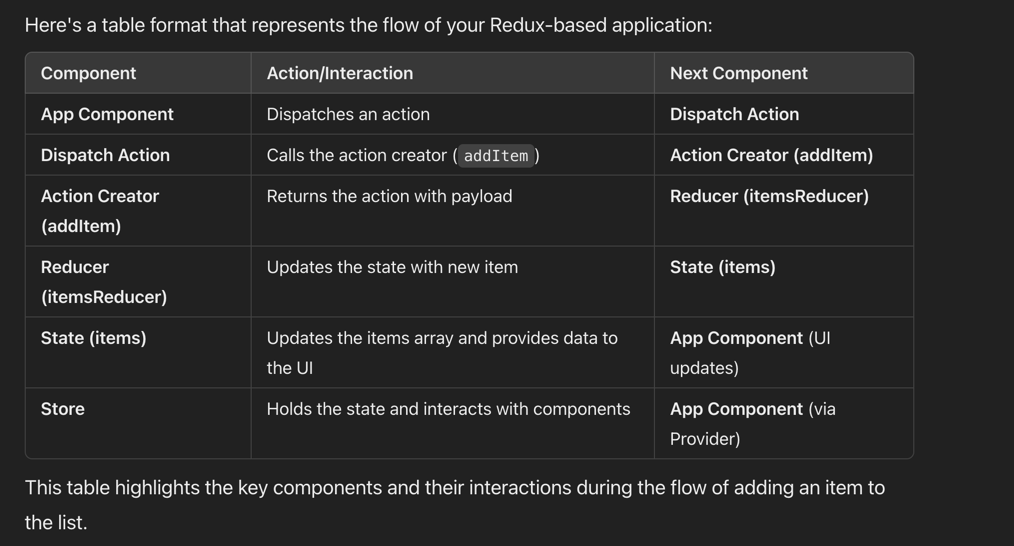 Here's a table format that represents the flow of your Redux-based application:
Component Action/Interaction Next Component
App Component Dispatches an action Dispatch Action
Dispatch Action Calls the action creator ( addItem ) Action Creator (addItem)
Action Creator Returns the action with payload Reducer (itemsReducer)
(addItem)
Reducer Updates the state with new item State (items)
(itemsReducer)
State (items) Updates the items array and provides data to App Component (UI
the UI updates)
Store Holds the state and interacts with components App Component (via
Provider)
This table highlights the key components and their interactions during the flow of adding an item to
the list.